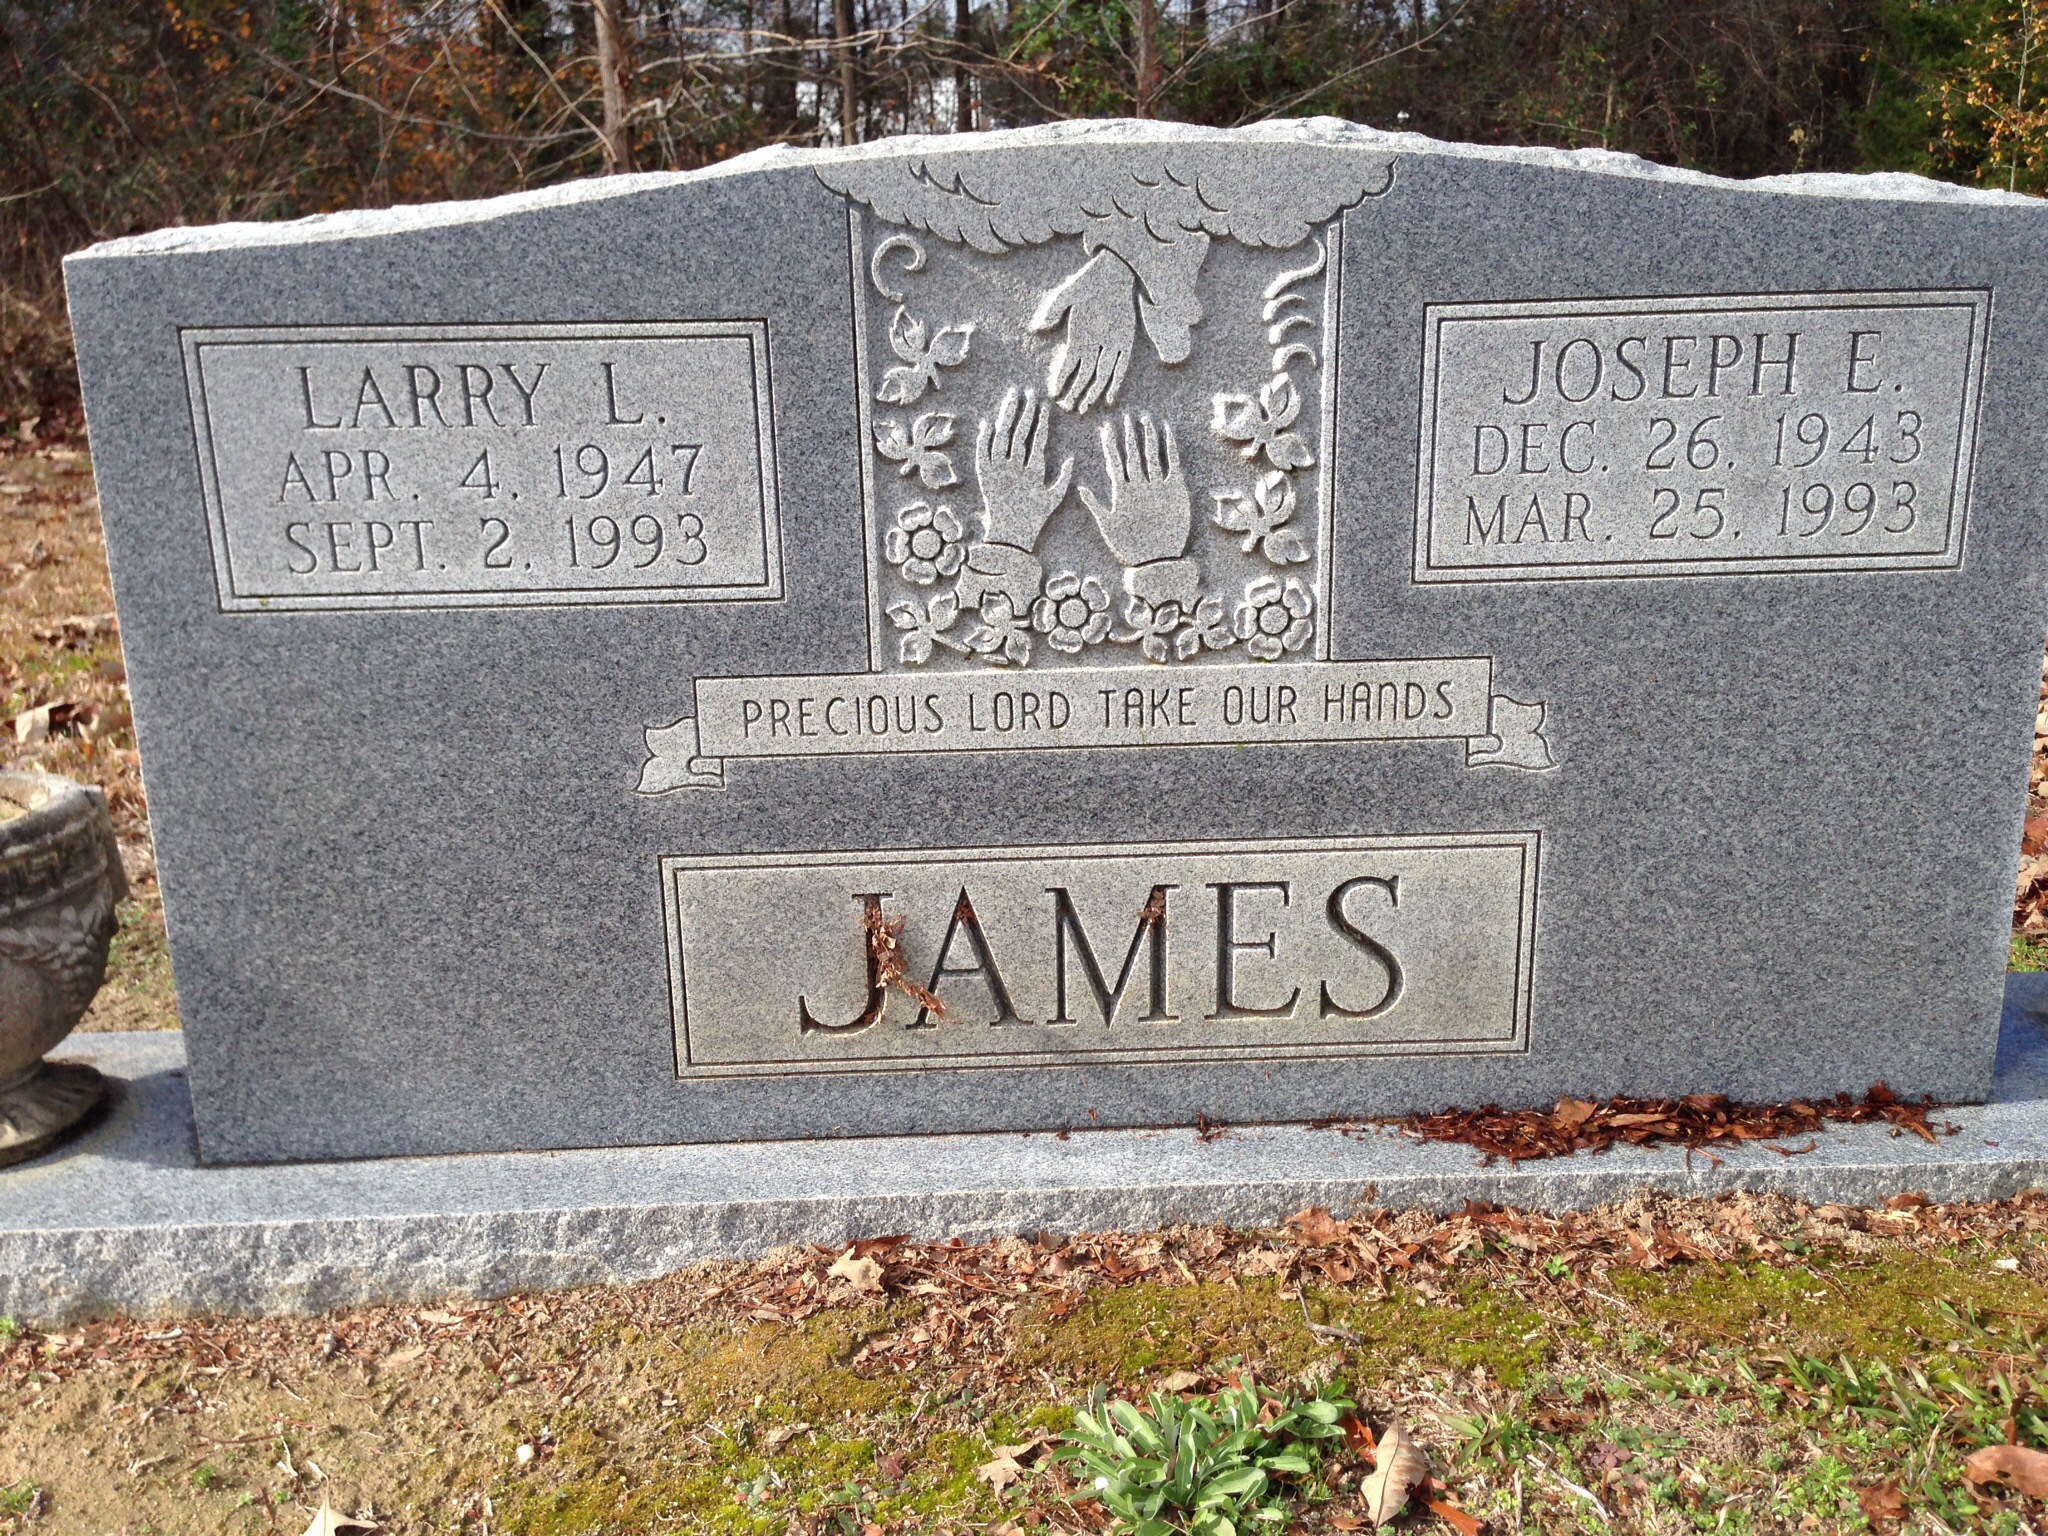 LARRY L.
APR. 4, 1947
SEPT. 2, 1993
JOSEPH E.
DEC. 26, 1943
MAR. 25, 1993
PRECIOUS LORD TAKE OUR HANDS
JAMES